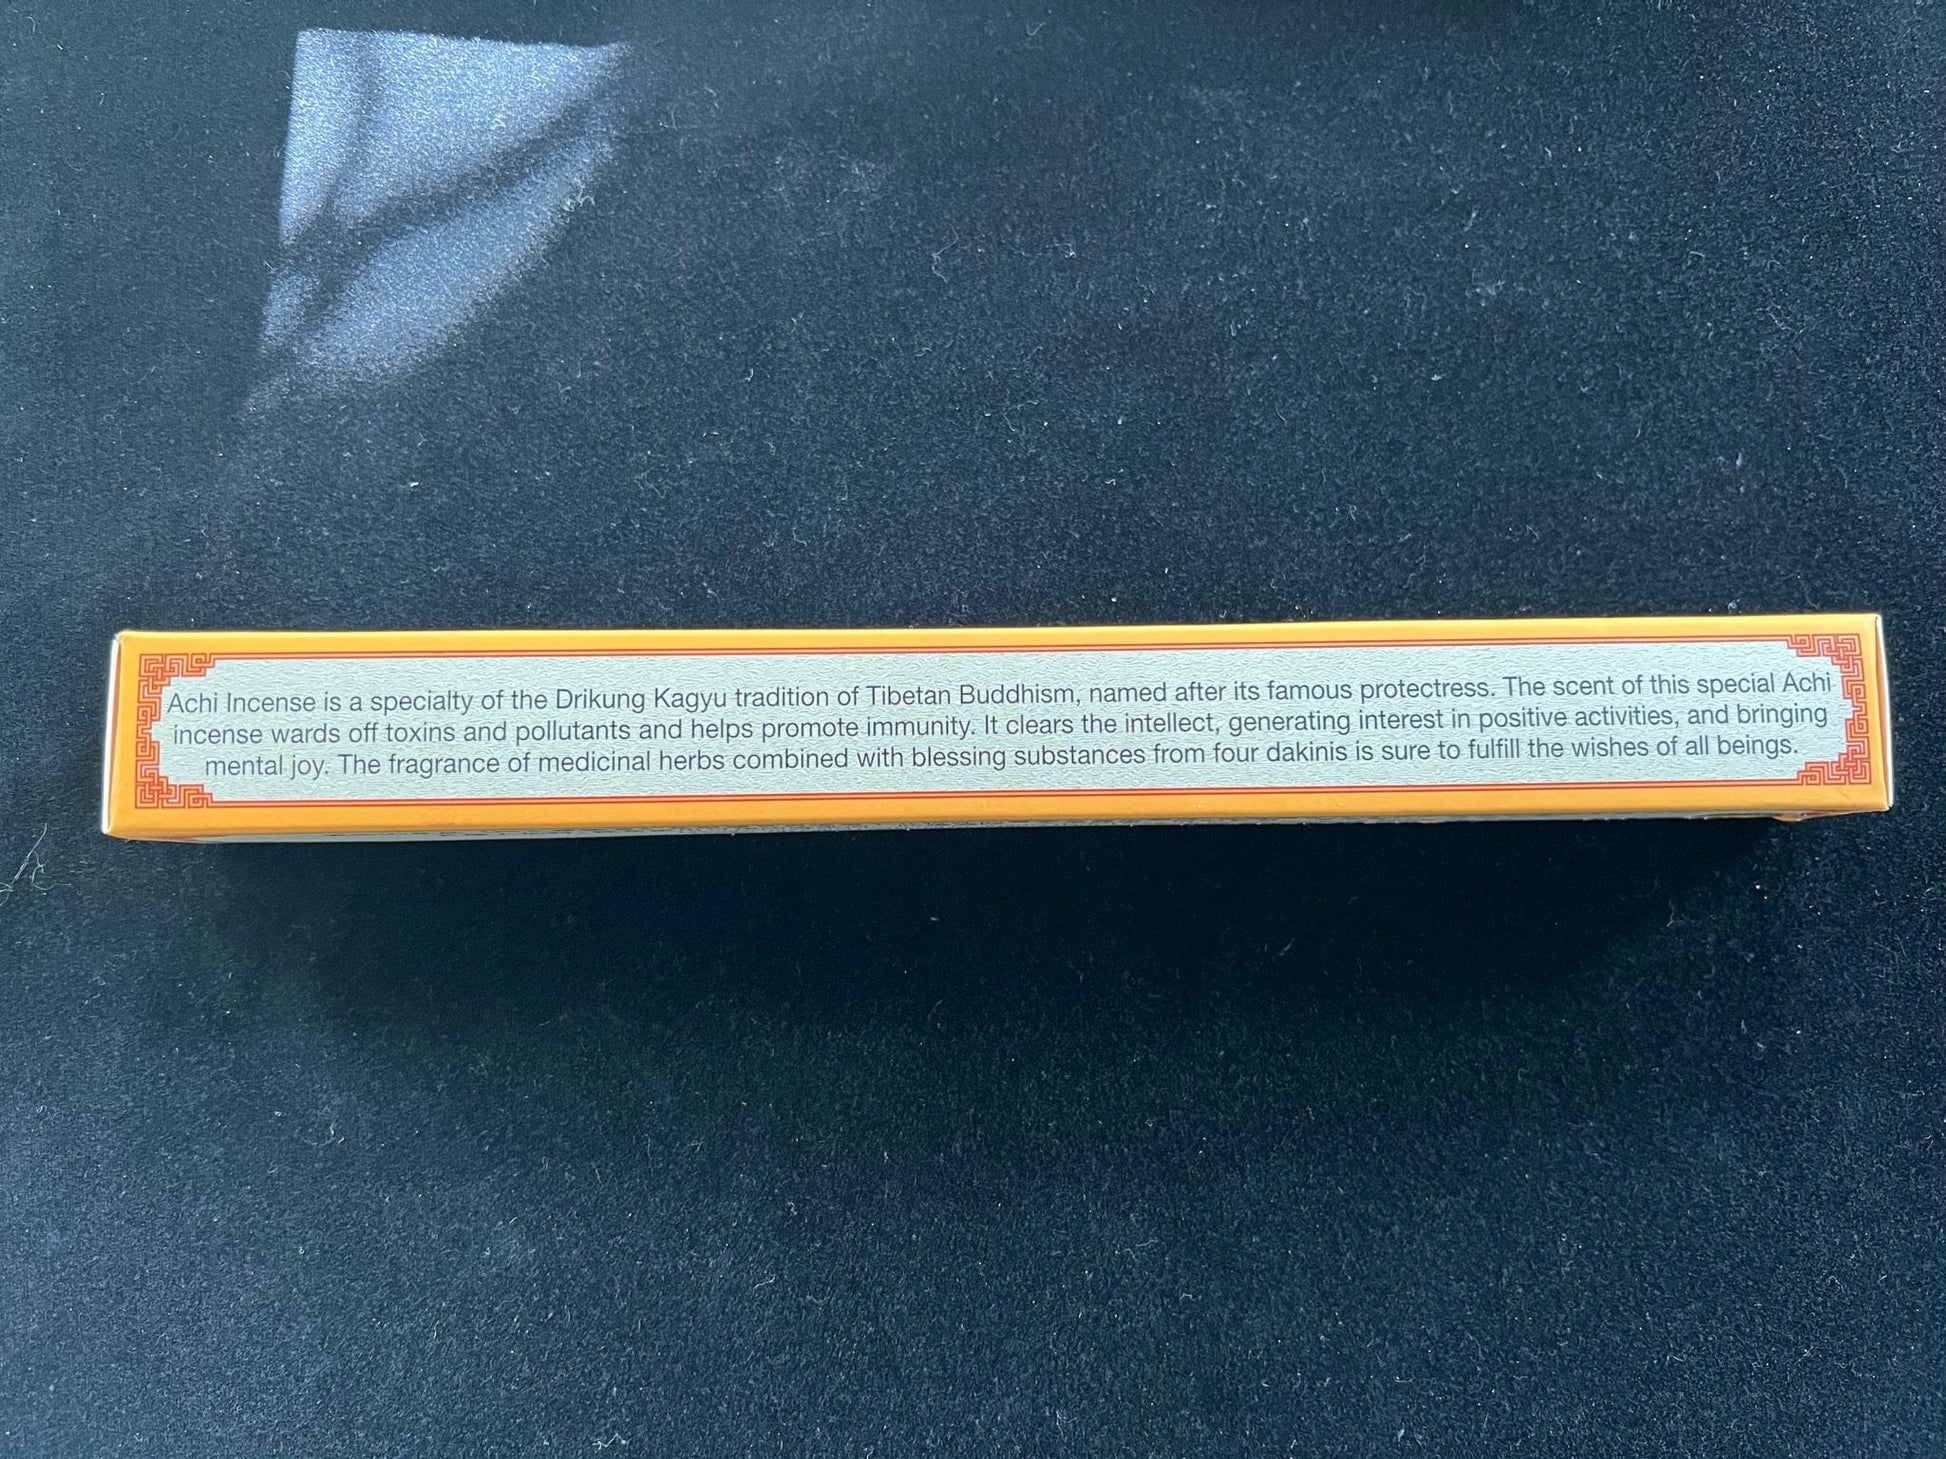 Achi Incense is a specialty of the Drikung Kagyu tradition of Tibetan Buddhism, named after its famous protectress. The scent of this special Achi
incense wards off toxins and pollutants and helps promote immunity. It clears the intellect, generating interest in positive activities, and bringing
mental joy. The fragrance of medicinal herbs combined with blessing substances from four dakinis is sure to fulfill the wishes of all beings.